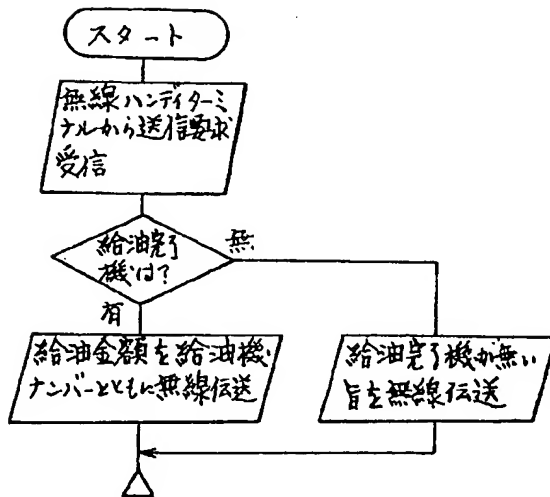 スタート
無線ハンディターミ
ナルから送信要求
受信
給油完了
機は?
無
有
給油金額を給油機
ナンバーとともに無線伝送
給油完了機が無い
旨を無線伝送